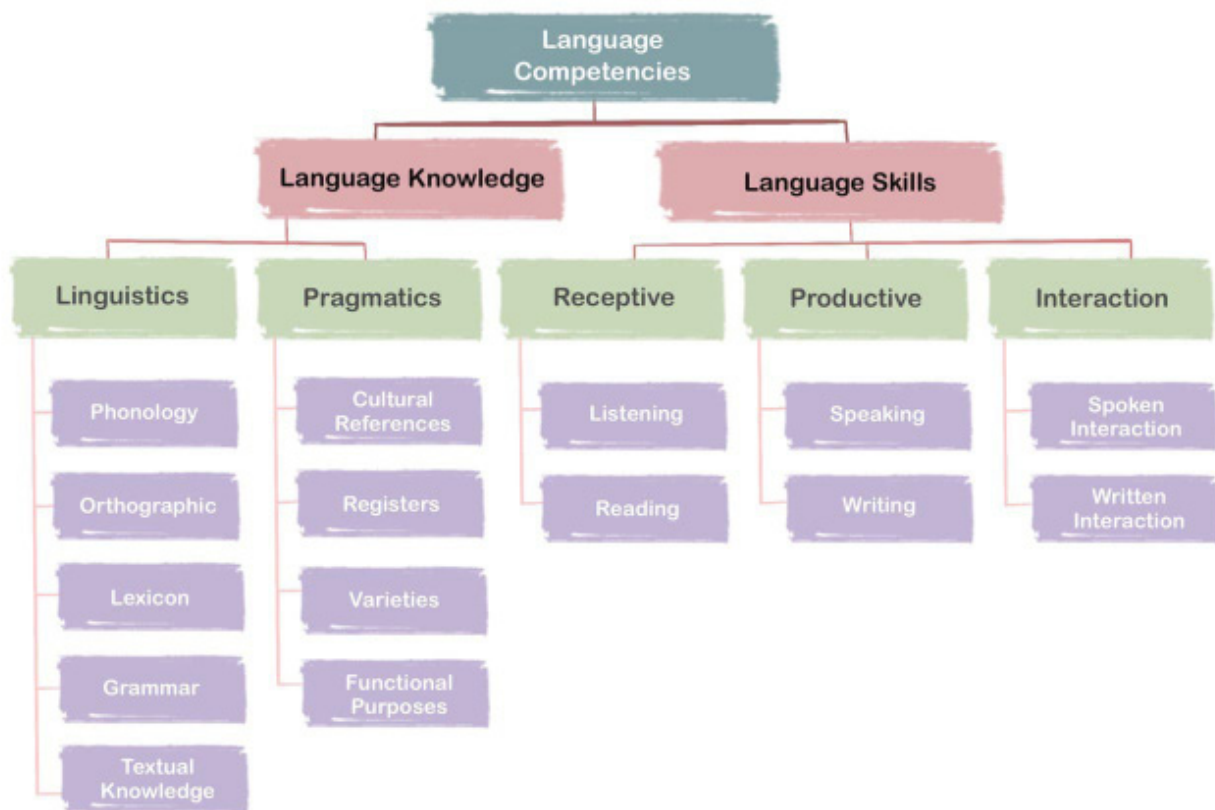 Language
Competencies
Language Knowledge
Language Skills
Linguistics
Pragmatics
Receptive
Productive
Interaction
Phonology
Orthographic
Lexicon
Grammar
Textual
Knowledge
Cultural
References
Registers
Varieties
Functional
Purposes
Listening
Reading
Speaking
Writing
Spoken
Interaction
Written
Interaction